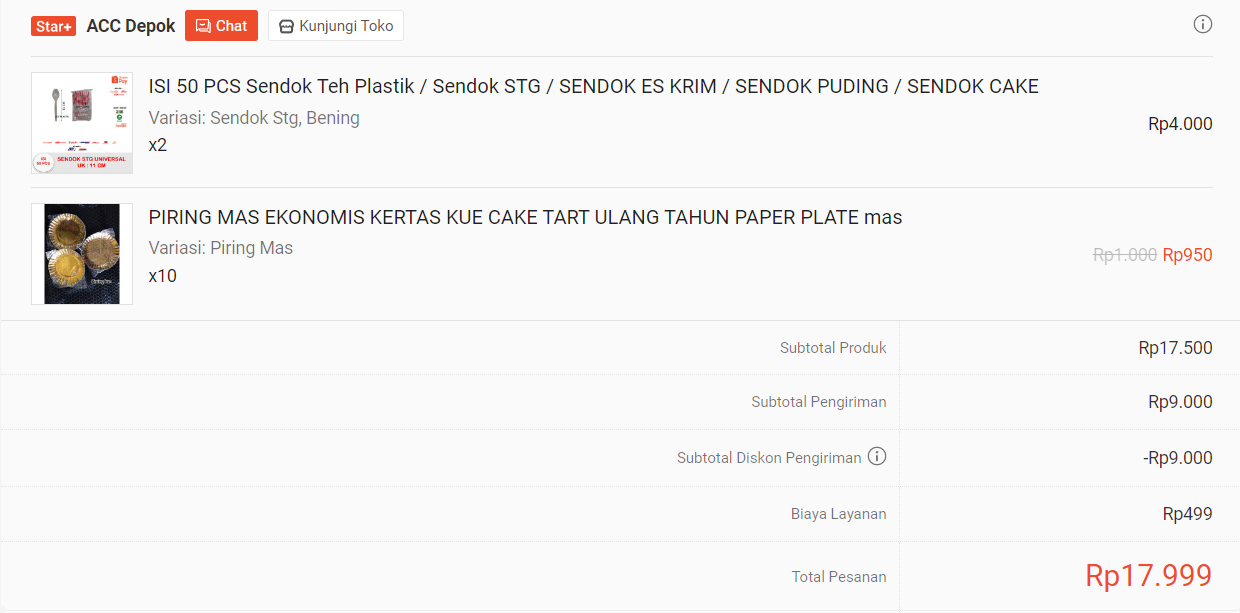 Star+ ACC Depok Chat Kunjungi Toko
ISI 50 PCS Sendok Teh Plastik / Sendok STG / SENDOK ES KRIM / SENDOK PUDING / SENDOK CAKE
Variasi: Sendok Stg, Bening
x2
Rp4.000
SENDOK STG UNIVERSAL
UK : 11 CM
ISI
50 PCS
PIRING MAS EKONOMIS KERTAS KUE CAKE TART ULANG TAHUN PAPER PLATE mas
Variasi: Piring Mas
x10
Rp1.000 Rp950
Subtotal Produk Rp17.500
Subtotal Pengiriman Rp9.000
Subtotal Diskon Pengiriman -Rp9.000
Biaya Layanan Rp499
Total Pesanan Rp17.999